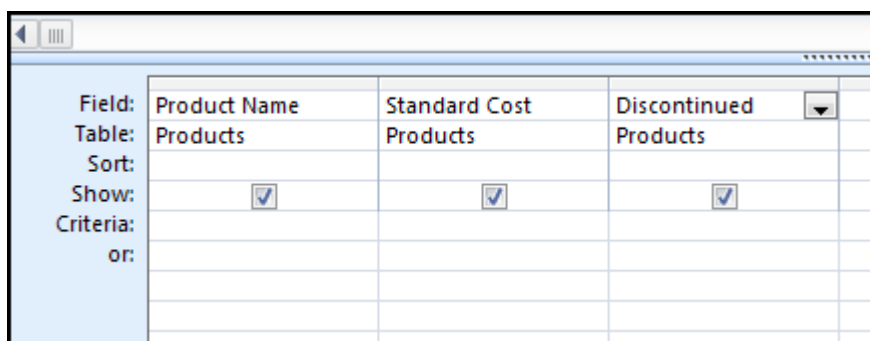 Field: Product Name Standard Cost Discontinued
Table: Products Products Products
Sort:
Show:
Criteria:
or: